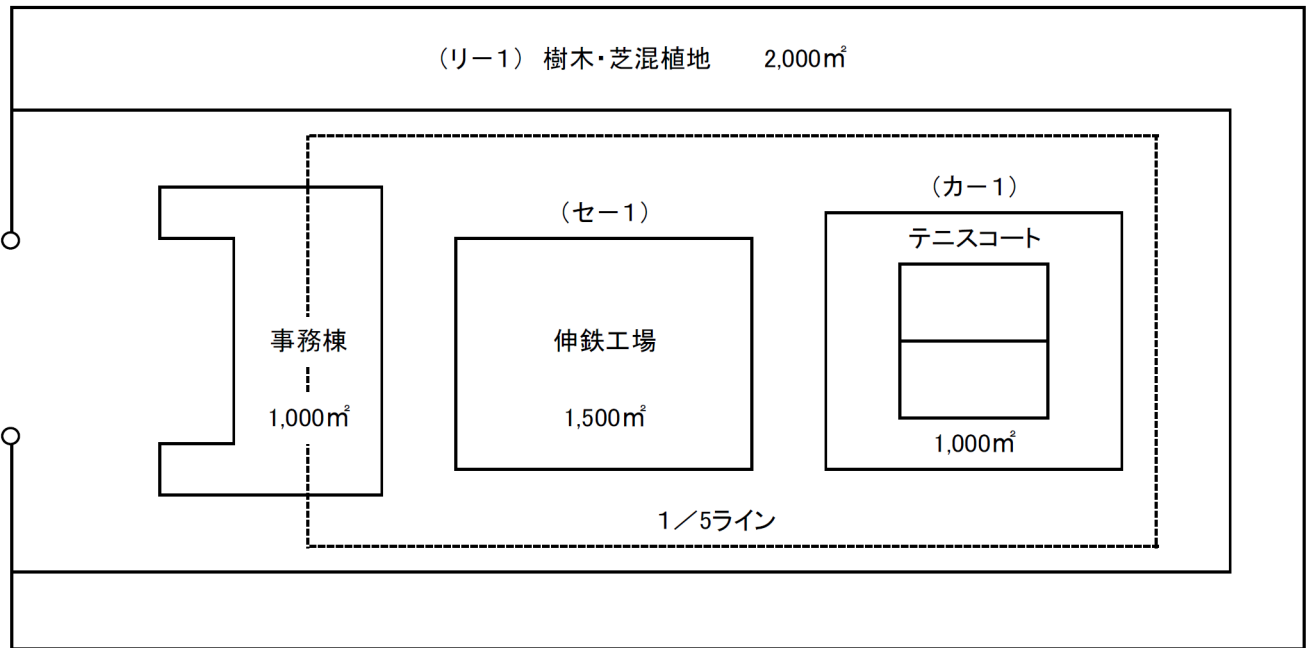 (リー1) 樹木・芝混植地 2,000㎡
(セー1)
(カー1)
テニスコート
事務棟
1,000㎡
伸鉄工場
1,500㎡
1,000㎡
1/5ライン